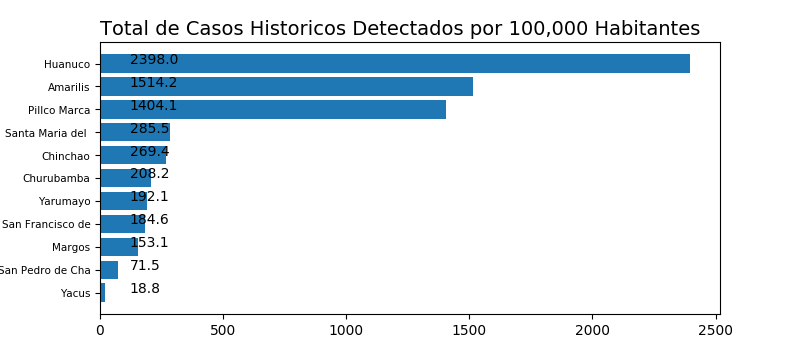 Total de Casos Historicos Detectados por 100,000 Habitantes
Huanuco 2398.0
Amarilis 1514.2
Pillco Marca 1404.1
Santa Maria del 285.5
Chinchao 269.4
Churubamba 208.2
Yarumayo 192.1
San Francisco de 184.6
Margos 153.1
San Pedro de Cha 71.5
Yacus 18.8
0 500 1000 1500 2000 2500